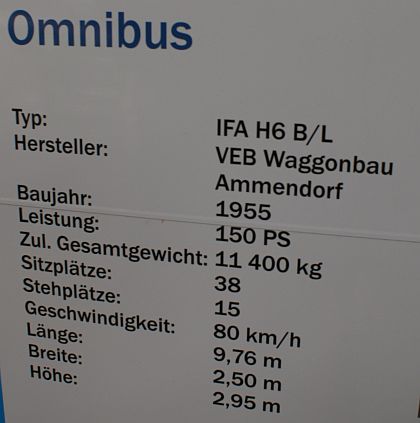 Omnibus
Typ: IFA H6 B/L
Hersteller: VEB Waggonbau
Ammendorf
Baujahr: 1955
Leistung: 150 PS
Zul. Gesamtgewicht: 11 400 kg
Sitzplätze: 38
Stehplätze: 15
Geschwindigkeit: 80 km/h
Länge: 9,76 m
Breite: 2,50 m
Höhe: 2,95 m